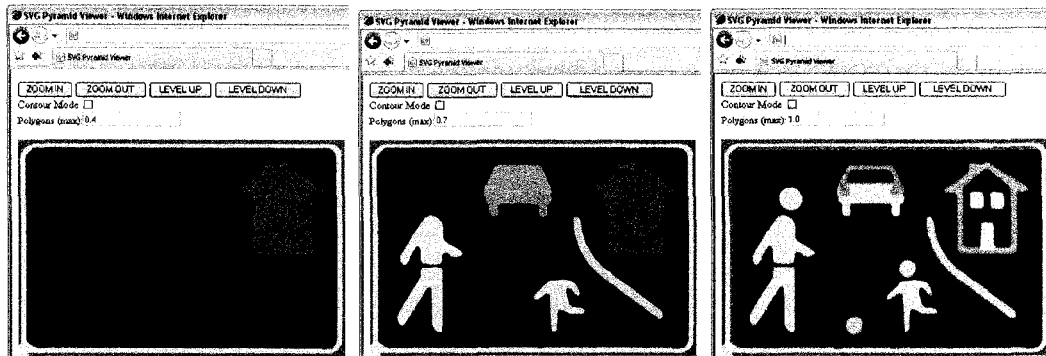 SVG Pyramid Viewer - Windows Internet Explorer
SVG Pyramid Viewer
ZOOM IN ZOOM OUT LEVEL UP LEVEL DOWN
Contour Mode
Polygons (max): 0.4
SVG Pyramid Viewer - Windows Internet Explorer
SVG Pyramid Viewer
ZOOM IN ZOOM OUT LEVEL UP LEVEL DOWN
Contour Mode
Polygons (max): 0.7
SVG Pyramid Viewer - Windows Internet Explorer
SVG Pyramid Viewer
ZOOM IN ZOOM OUT LEVEL UP LEVEL DOWN
Contour Mode
Polygons (max): 1.0